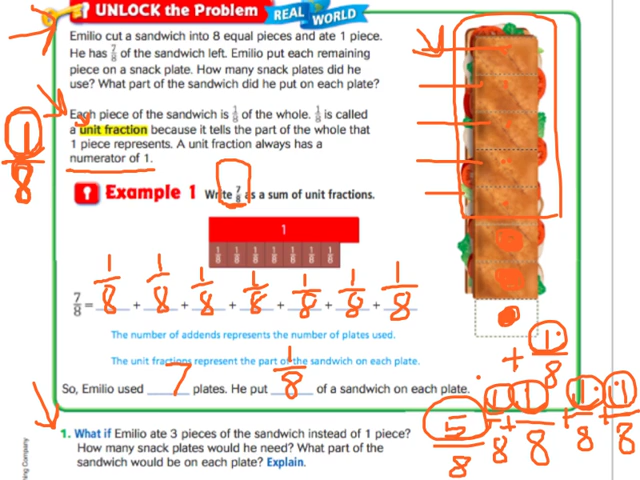 UNLOCK the Problem REAL WORLD
Emilio cut a sandwich into 8 equal pieces and ate 1 piece.
He has 7/8 of the sandwich left. Emilio put each remaining
piece on a snack plate. How many snack plates did he
use? What part of the sandwich did he put on each plate?
Each piece of the sandwich is 1/8 of the whole. 1/8 is called
a unit fraction because it tells the part of the whole that
1 piece represents. A unit fraction always has a
numerator of 1.
1/8
Example 1 Write 7/8 as a sum of unit fractions.
1
1/8 1/8 1/8 1/8 1/8 1/8 1/8
7/8 = 1/8 + 1/8 + 1/8 + 1/8 + 1/8 + 1/8 + 1/8
The number of addends represents the number of plates used.
The unit fractions represent the part of the sandwich on each plate.
So, Emilio used 7 plates. He put 1/8 of a sandwich on each plate.
+ 1/8
5/8 1/8 + 1/8 + 1/8 + 1/8
1. What if Emilio ate 3 pieces of the sandwich instead of 1 piece?
How many snack plates would he need? What part of the
sandwich would be on each plate? Explain.